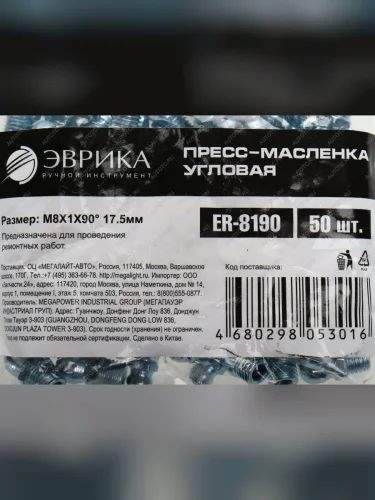 ЭВРИКА
РУЧНОЙ ИНСТРУМЕНТ
ПРЕСС-МАСЛЕНКА
УГЛОВАЯ
Размер: М8Х1Х90° 17.5мм
ER-8190
50 шт.
Предназначена для проведения
ремонтных работ.
Код поставщика:
Поставщик: ОЦ «МЕГАЛАЙТ-АВТО», Россия, 117405, Москва, Варшавское
шоссе, 170Г, Тел.:+7 (495) 363-66-78. http://megalight.ru. Импортер: ООО
«Запчасти.24», адрес: 117420, город Москва, улица Наметкина, дом № 14,
корпус 1, помещение I, этаж 5. комната 503, Россия, тел.: 8(800)555-0877.
Изготовитель: MEGAPOWER INDUSTRIAL GROUP (МЕГАПАУЭР
ИНДАСТРИАЛ ГРУП). Адрес: Гуанчжоу, Донфенг Донг Лоу 836, Донджун
Плаза Тауэр 3-903 (GUANGZHOU, DONGFENG DONG LOW 836,
DONGJUN PLAZA TOWER 3-903). Срок годности (хранения) не ограничен.
не подлежит обязательной сертификации. Сделано в Китае.
4 680298 053016